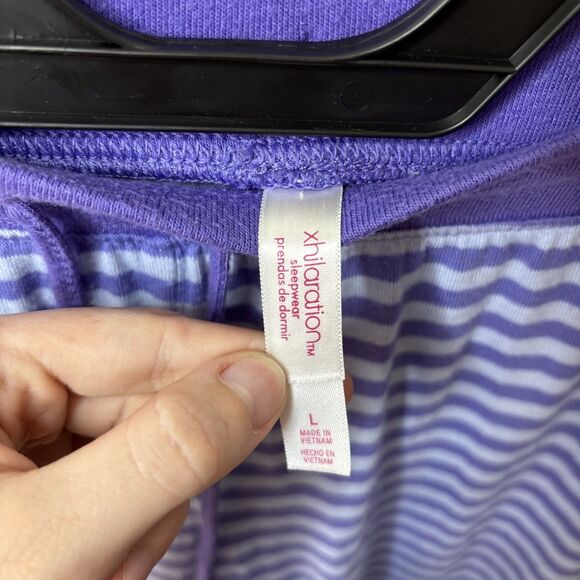 xhilaration™
sleepwear
prendas de dormir
L
MADE IN
VIETNAM
HECHO EN
VIETNAM